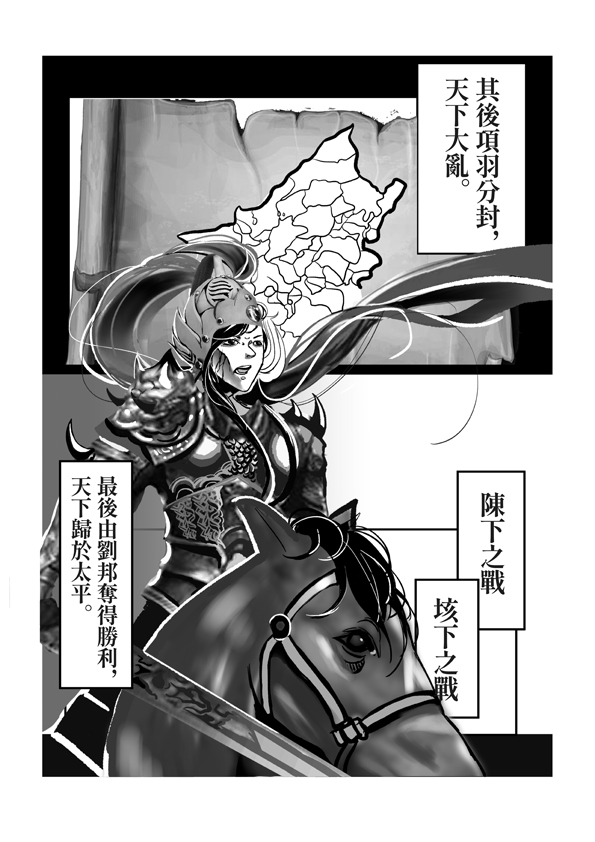 其後項羽分封,
天下大亂。
陳下之戰
垓下之戰
最後由劉邦奪得勝利,
天下歸於太平。